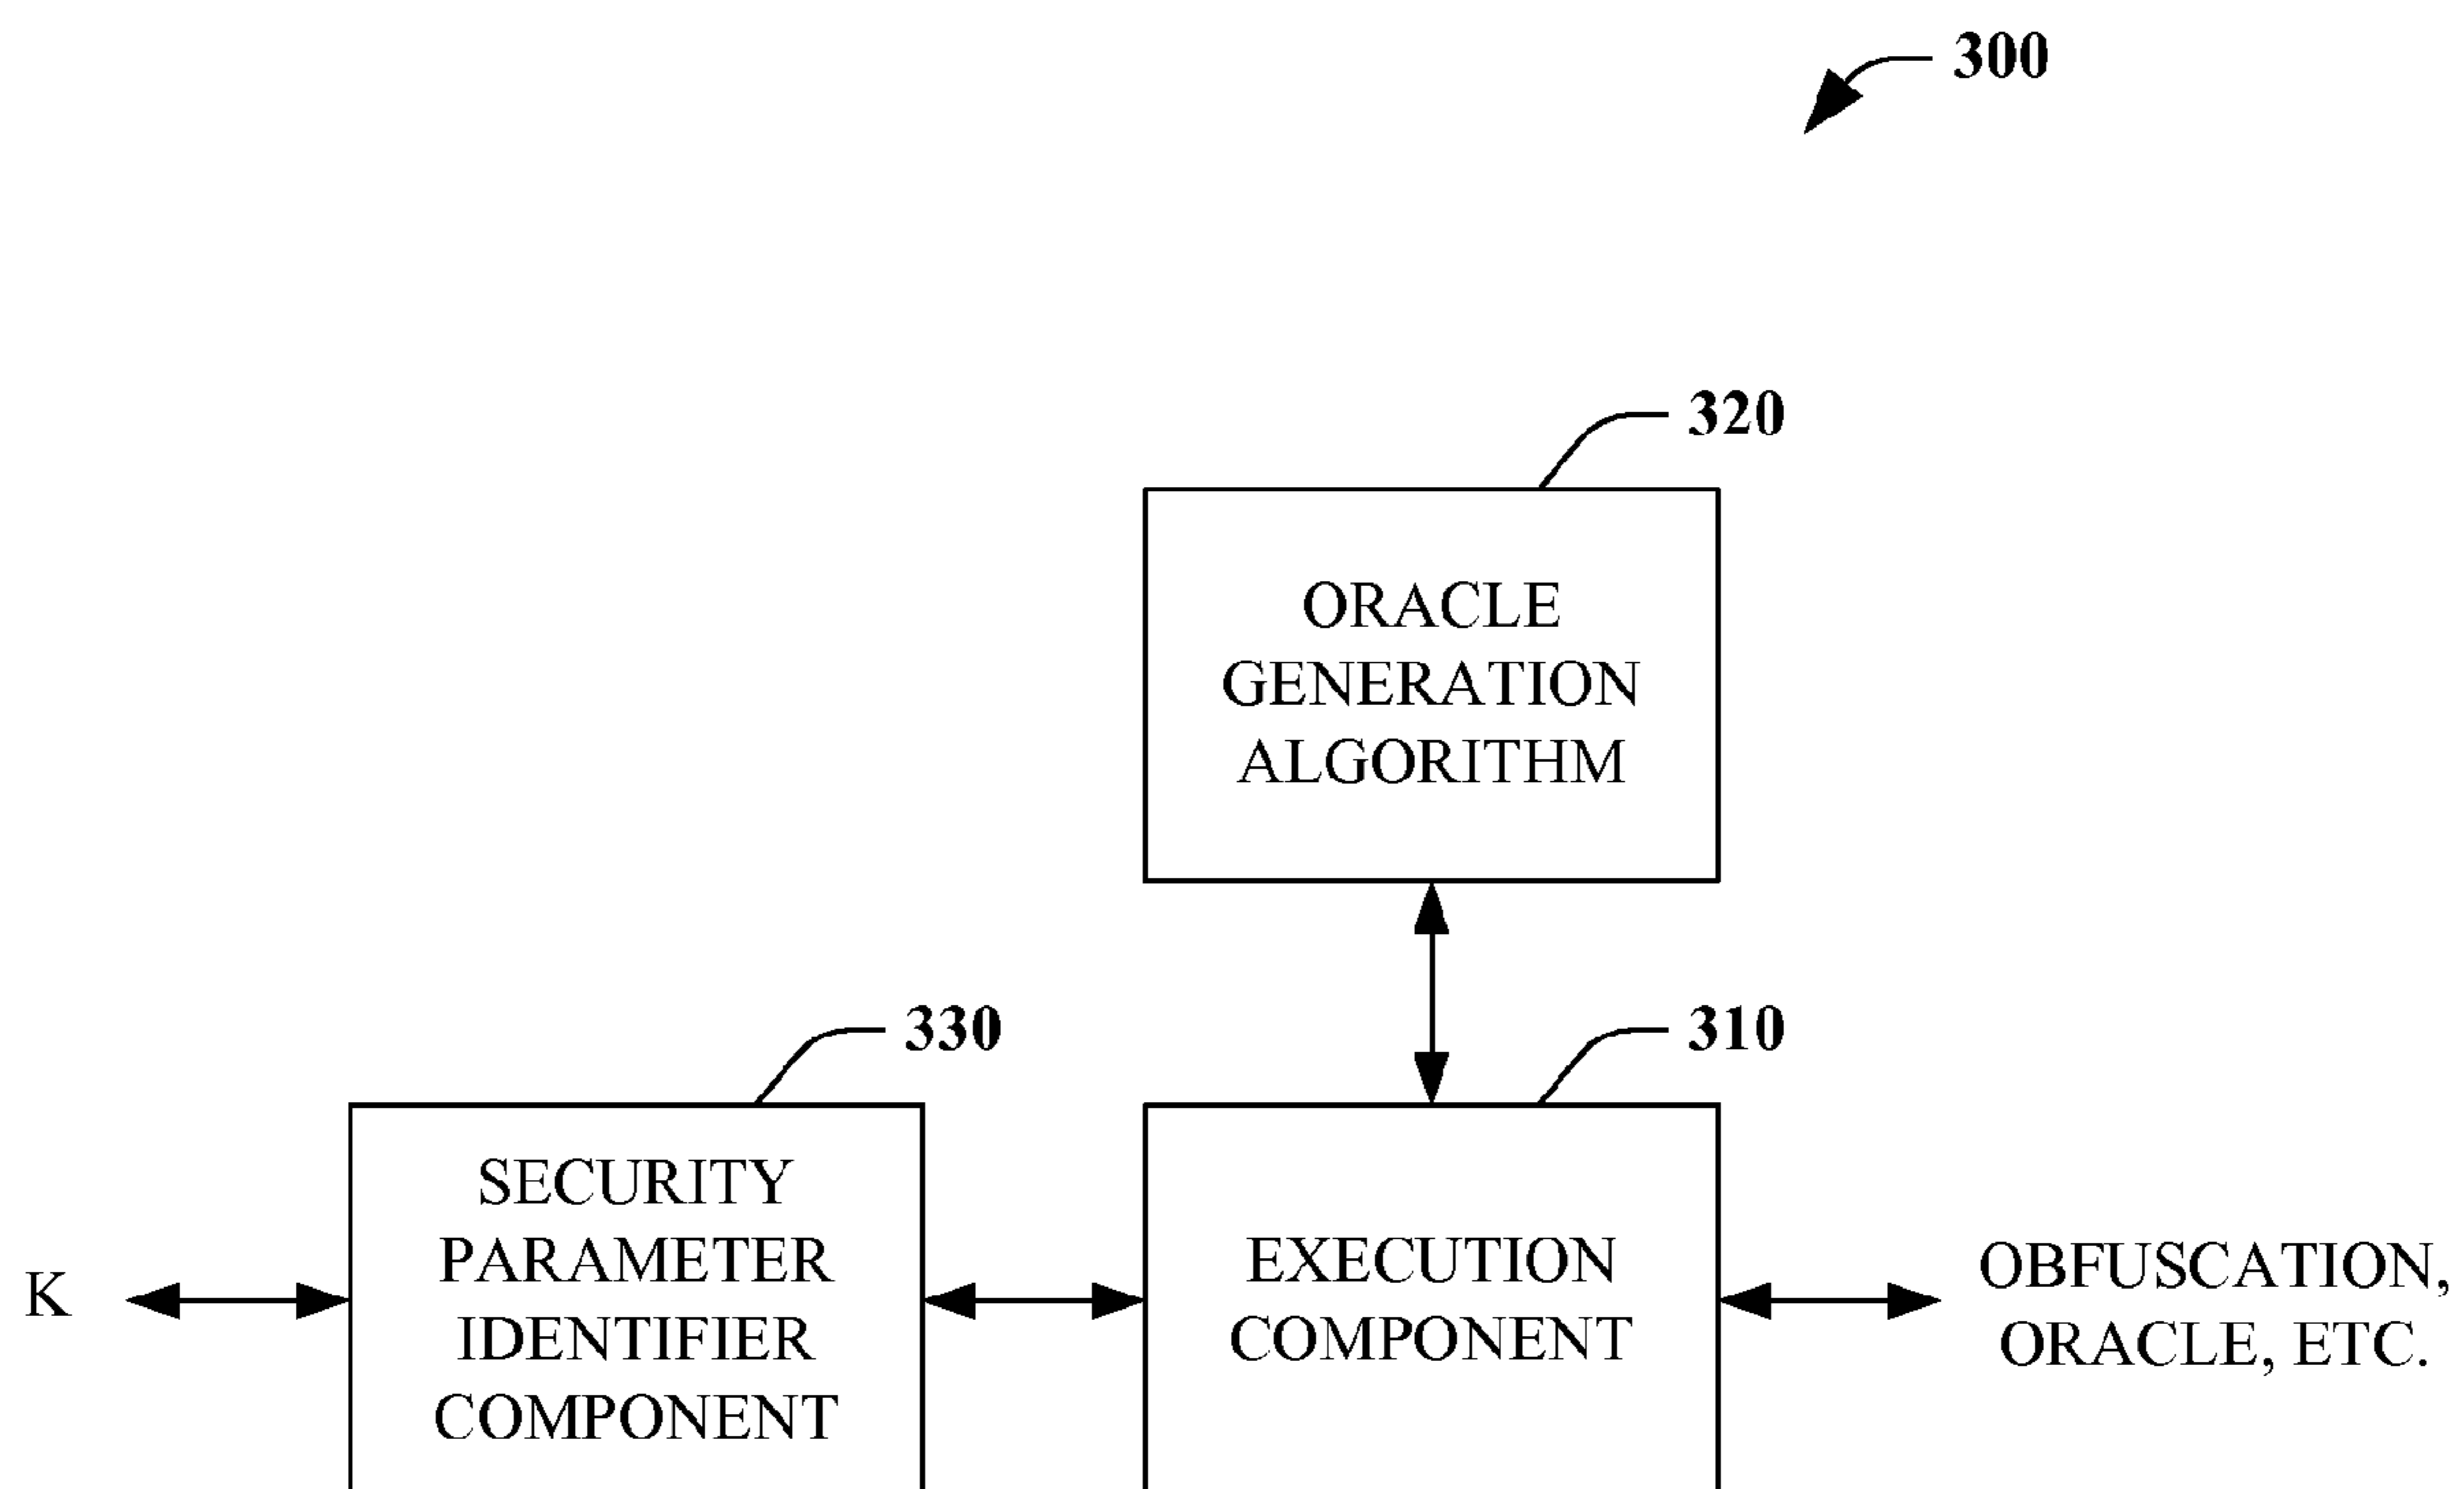 300
320
ORACLE
GENERATION
ALGORITHM
330
310
SECURITY
PARAMETER
IDENTIFIER
COMPONENT
EXECUTION
COMPONENT
K
OBFUSCATION,
ORACLE, ETC.